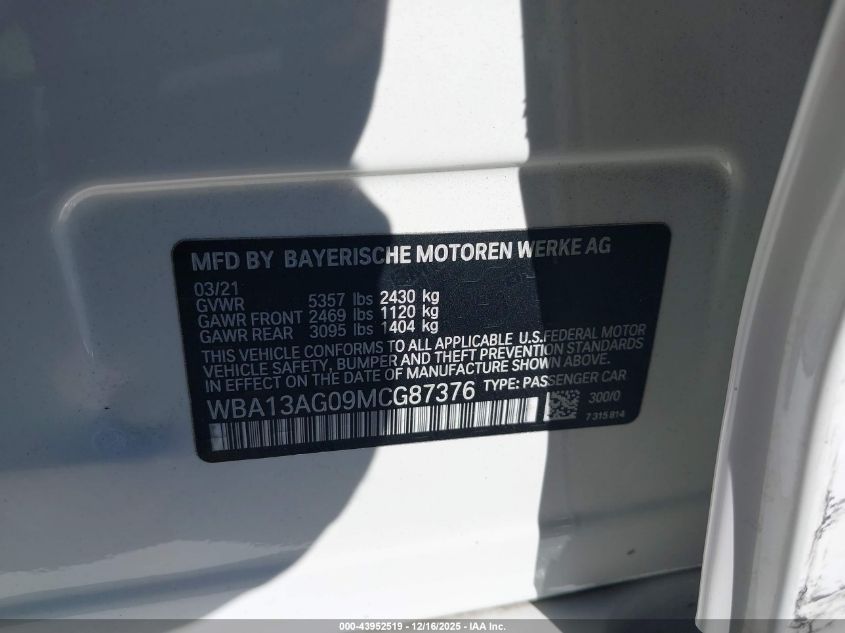 MFD BY BAYERISCHE MOTOREN WERKE AG
03/21
GVWR 5357 lbs 2430 kg
GAWR FRONT 2469 lbs 1120 kg
GAWR REAR 3095 lbs 1404 kg
THIS VEHICLE CONFORMS TO ALL APPLICABLE U.S.FEDERAL MOTOR
VEHICLE SAFETY, BUMPER AND THEFT PREVENTION STANDARDS
IN EFFECT ON THE DATE OF MANUFACTURE SHOWN ABOVE.
WBA13AG09MCG87376 TYPE: PASSENGER CAR
300/0
7 315 814
000-43952519 - 12/16/2025 - IAA Inc.